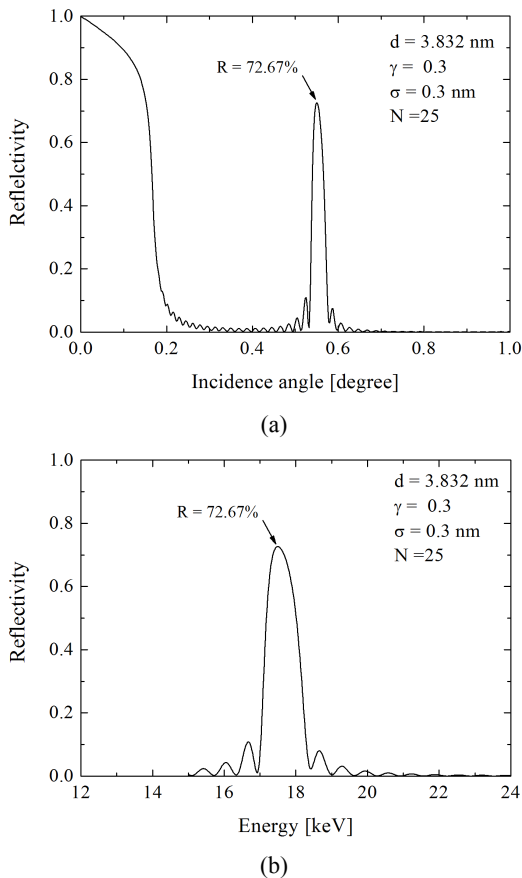 1.0
0.8
0.6
0.4
0.2
0.0
Reflelctivity
R = 72.67%
d = 3.832 nm
γ = 0.3
σ = 0.3 nm
N =25
0.0 0.2 0.4 0.6 0.8 1.0
Incidence angle [degree]
(a)
1.0
0.8
0.6
0.4
0.2
0.0
Reflectivity
R = 72.67%
d = 3.832 nm
γ = 0.3
σ = 0.3 nm
N =25
12 14 16 18 20 22 24
Energy [keV]
(b)